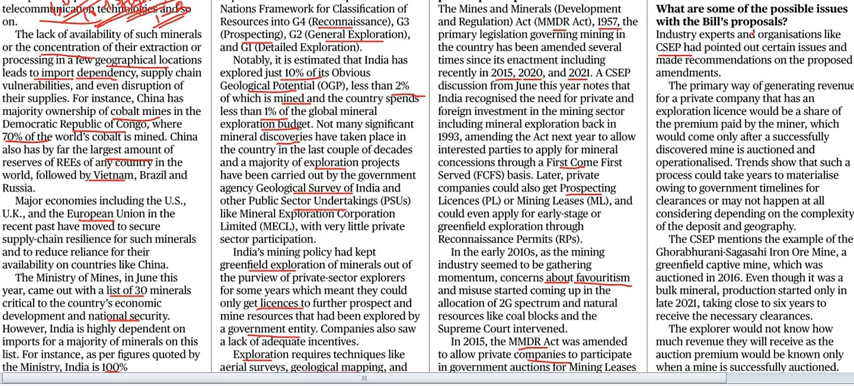 telecommunication technologies and so
on.
The lack of availability of such minerals
or the concentration of their extraction or
processing in a few geographical locations
leads to import dependency, supply chain
vulnerabilities, and even disruption of
their supplies. For instance, China has
majority ownership of cobalt mines in the
Democratic Republic of Congo, where
70% of the world's cobalt is mined. China
also has by far the largest amount of
reserves of REEs of any country in the
world, followed by Vietnam, Brazil and
Russia.
Major economies including the U.S.,
U.K., and the European Union in the
recent past have moved to secure
supply-chain resilience for such minerals
and to reduce reliance for their
availability on countries like China.
The Ministry of Mines, in June this
year, came out with a list of 30 minerals
critical to the country's economic
development and national security.
However, India is highly dependent on
imports for a majority of minerals on this
list. For instance, as per figures quoted by
the Ministry, India is 100%
Nations Framework for Classification of
Resources into G4 (Reconnaissance), G3
(Prospecting), G2 (General Exploration),
and G1 (Detailed Exploration).
Notably, it is estimated that India has
explored just 10% of its Obvious
Geological Potential (OGP), less than 2%
of which is mined and the country spends
less than 1% of the global mineral
exploration budget. Not many significant
mineral discoveries have taken place in
the country in the last couple of decades
and a majority of exploration projects
have been carried out by the government
agency Geological Survey of India and
other Public Sector Undertakings (PSUs)
like Mineral Exploration Corporation
Limited (MECL), with very little private
sector participation.
India's mining policy had kept
greenfield exploration of minerals out of
the purview of private-sector explorers
for some years which meant they could
only get licences to further prospect and
mine resources that had been explored by
a government entity. Companies also saw
a lack of adequate incentives.
Exploration requires techniques like
aerial surveys, geological mapping, and
The Mines and Minerals (Development
and Regulation) Act (MMDR Act), 1957, the
primary legislation governing mining in
the country has been amended several
times since its enactment including
recently in 2015, 2020, and 2021. A CSEP
discussion from June this year notes that
India recognised the need for private and
foreign investment in the mining sector
including mineral exploration back in
1993, amending the Act next year to allow
interested parties to apply for mineral
concessions through a First Come First
Served (FCFS) basis. Later, private
companies could also get Prospecting
Licences (PL) or Mining Leases (ML), and
could even apply for early-stage or
greenfield exploration through
Reconnaissance Permits (RPs).
In the early 2010s, as the mining
industry seemed to be gathering
momentum, concerns about favouritism
and misuse started coming up in the
allocation of 2G spectrum and natural
resources like coal blocks and the
Supreme Court intervened.
In 2015, the MMDR Act was amended
to allow private companies to participate
in government auctions for Mining Leases
What are some of the possible issues
with the Bill's proposals?
Industry experts and organisations like
CSEP had pointed out certain issues and
made recommendations on the proposed
amendments.
The primary way of generating revenue
for a private company that has an
exploration licence would be a share of
the premium paid by the miner, which
would come only after a successfully
discovered mine is auctioned and
operationalised. Trends show that such a
process could take years to materialise
owing to government timelines for
clearances or may not happen at all
considering depending on the complexity
of the deposit and geography.
The CSEP mentions the example of the
Ghorabhurani-Sagasahi Iron Ore Mine, a
greenfield captive mine, which was
auctioned in 2016. Even though it was a
bulk mineral, production started only in
late 2021, taking close to six years to
receive the necessary clearances.
The explorer would not know how
much revenue they will receive as the
auction premium would be known only
when a mine is successfully auctioned.